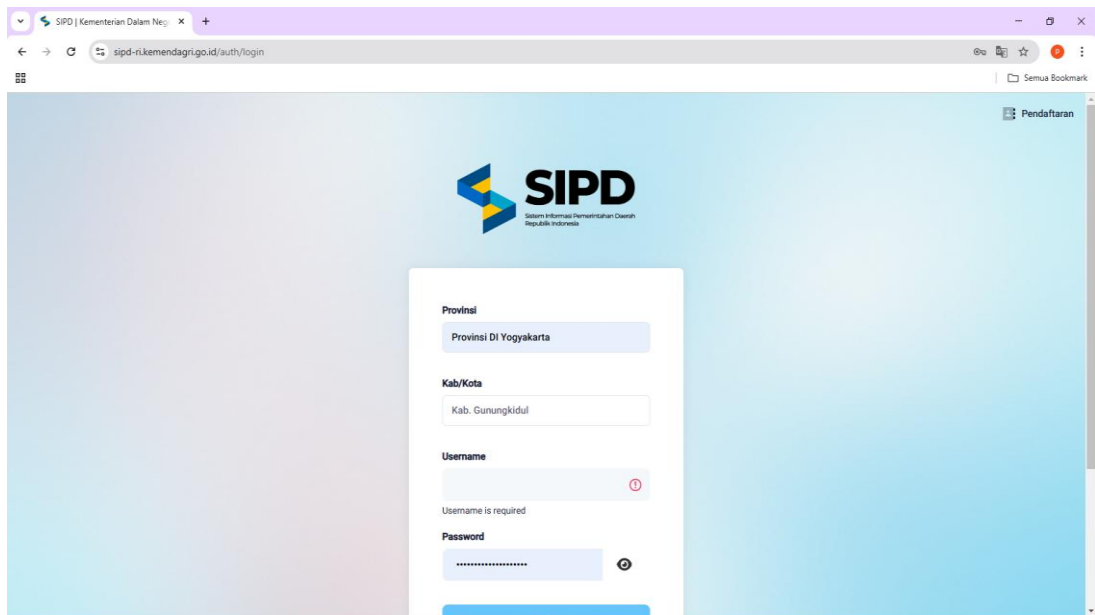 SIPD | Kementerian Dalam Neg
sipd-ri.kemendagri.go.id/auth/login
P
Semua Bookmark
Pendaftaran
SIPD
Sistem Informasi Pemerintahan Daerah
Republik Indonesia
Provinsi
Provinsi DI Yogyakarta
Kab/Kota
Kab. Gunungkidul
Username
Username is required
Password